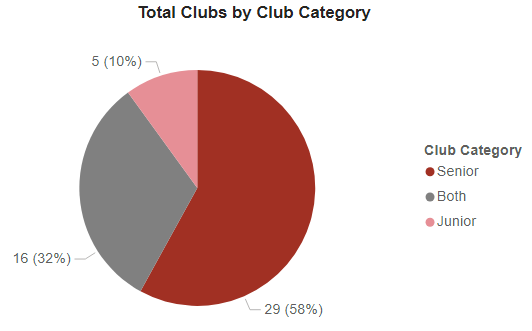 Total Clubs by Club Category
5 (10%)
16 (32%)
29 (58%)
Club Category
Senior
Both
Junior